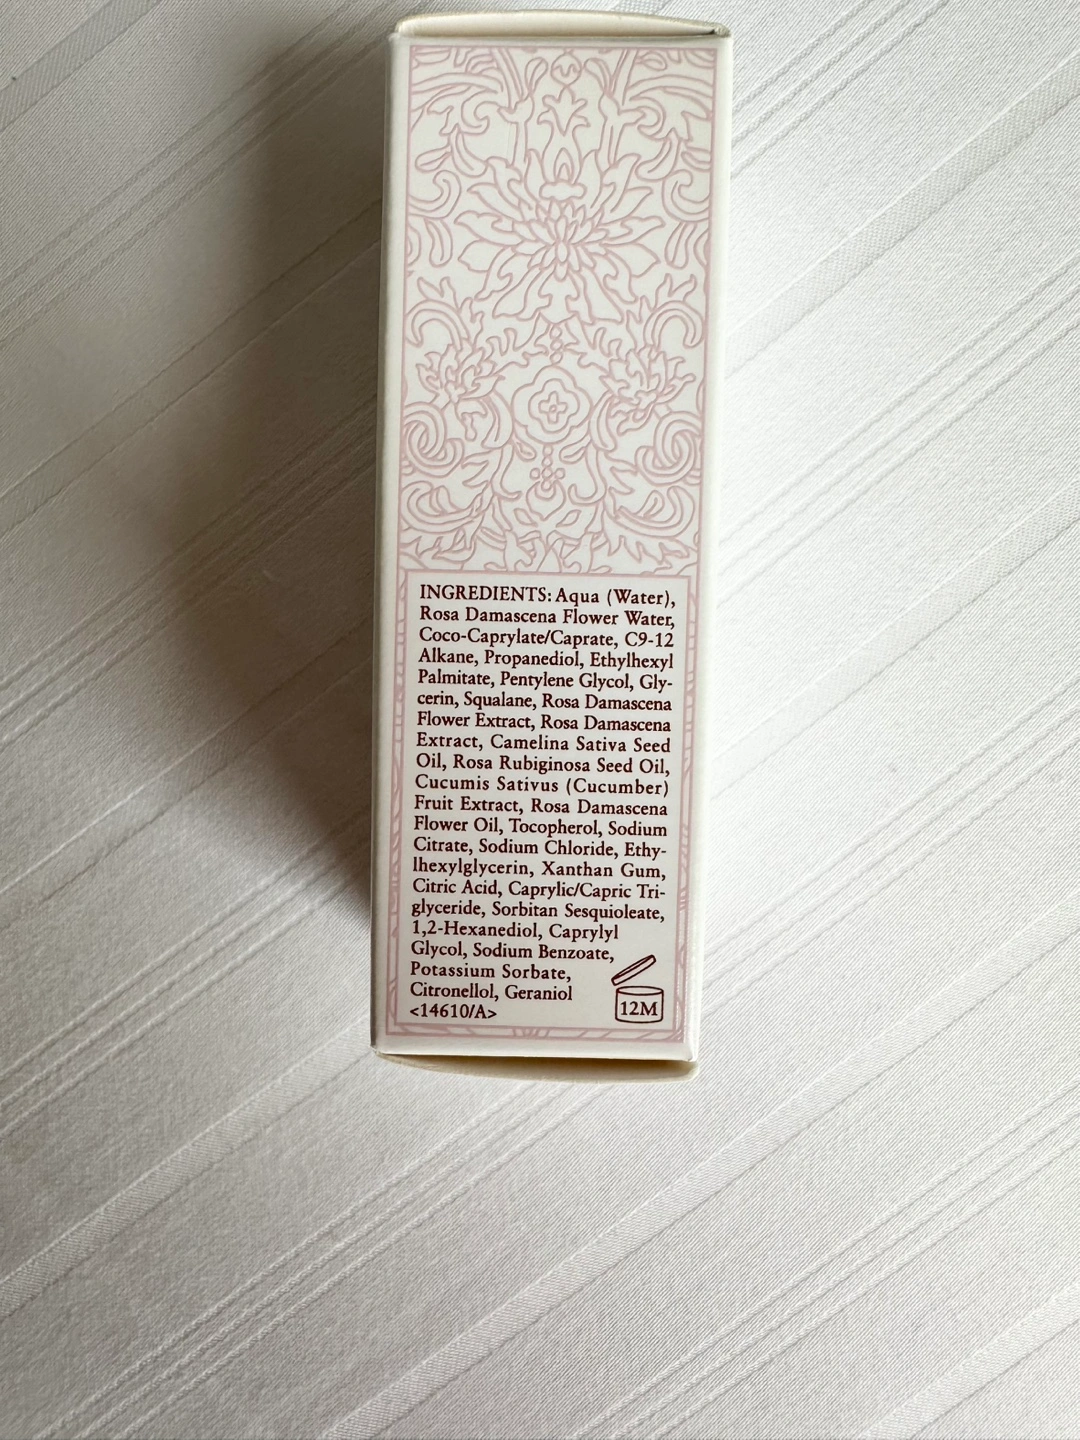 INGREDIENTS: Aqua (Water),
Rosa Damascena Flower Water,
Coco-Caprylate/Caprate, C9-12
Alkane, Propanediol, Ethylhexyl
Palmitate, Pentylene Glycol, Gly-
cerin, Squalane, Rosa Damascena
Flower Extract, Rosa Damascena
Extract, Camelina Sativa Seed
Oil, Rosa Rubiginosa Seed Oil,
Cucumis Sativus (Cucumber)
Fruit Extract, Rosa Damascena
Flower Oil, Tocopherol, Sodium
Citrate, Sodium Chloride, Ethy-
lhexylglycerin, Xanthan Gum,
Citric Acid, Caprylic/Capric Tri-
glyceride, Sorbitan Sesquioleate,
1,2-Hexanediol, Caprylyl
Glycol, Sodium Benzoate,
Potassium Sorbate,
Citronellol, Geraniol
<14610/A>
12M